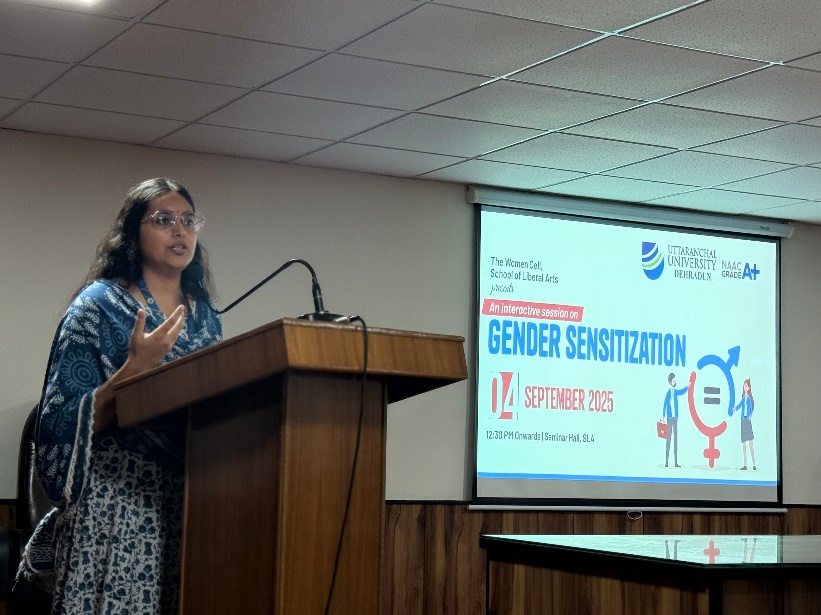 The Women Cell,
School of Liberal Arts
presents
UTTARANCHAL
UNIVERSITY
DEHRADUN
NAAC
GRADE A+
An interactive session on
GENDER SENSITIZATION
04 SEPTEMBER 2025
12:30 PM Onwards | Seminar Hall, SLA